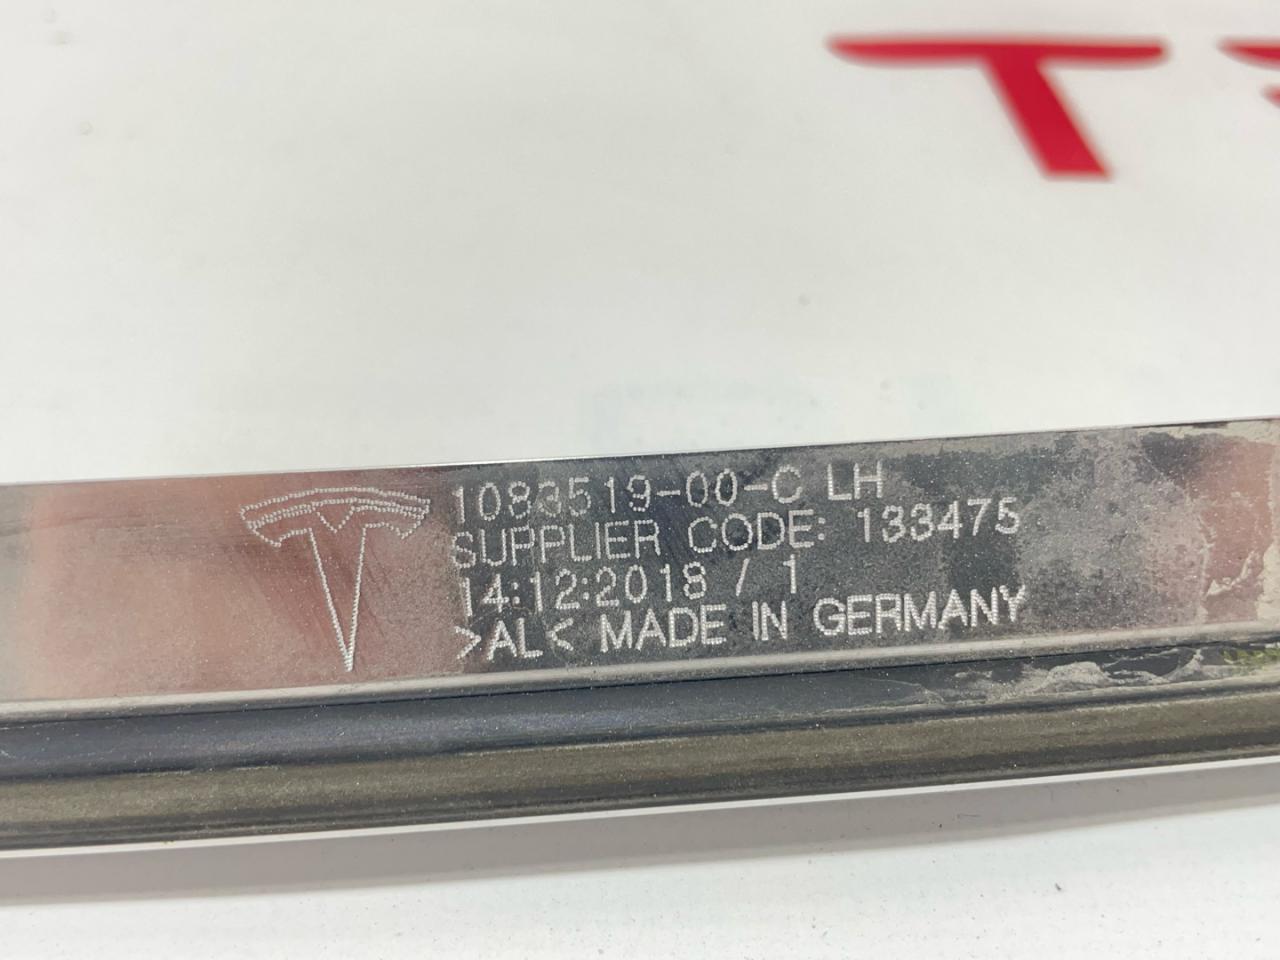 T
1083519-00-C LH
SUPPLIER CODE: 133475
14:12:2018 / 1
>AL< MADE IN GERMANY